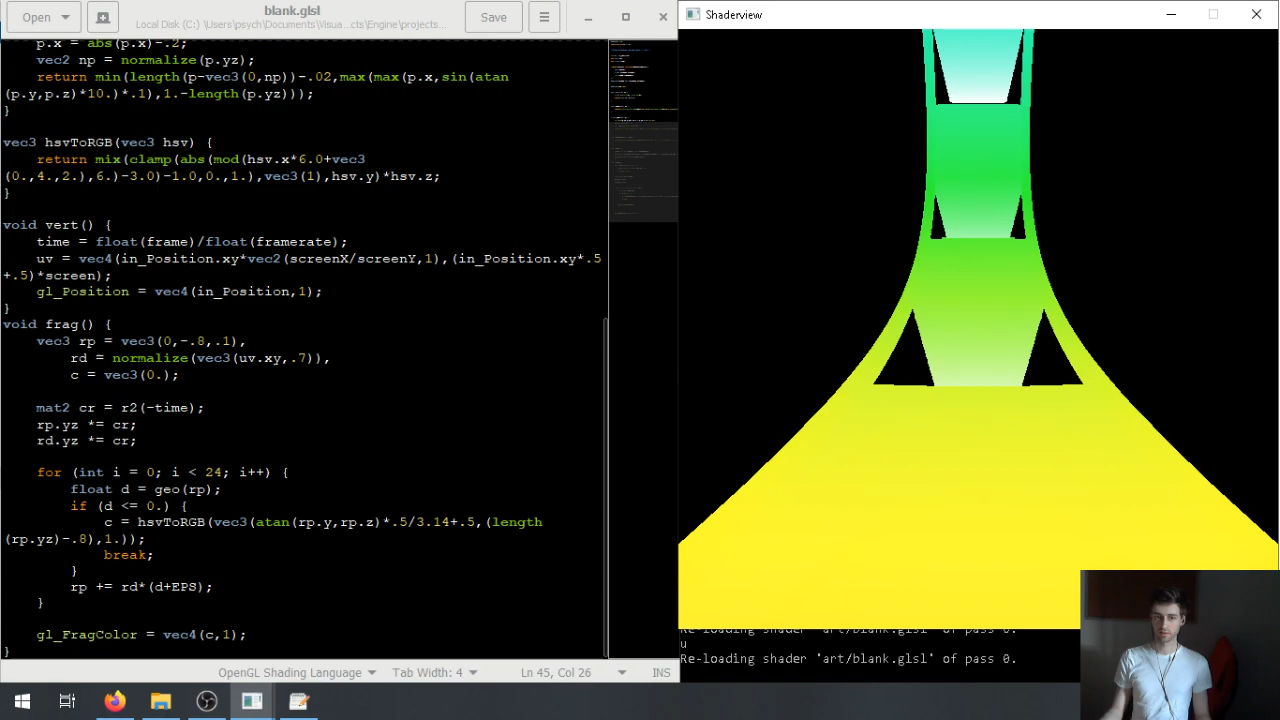 Open
blank.glsl
Local Disk (C:) \Users\psych\Documents\Visua...cts\Engine\projects...
Save
Shaderview
p.x = abs(p.x)-.2;
vec2 np = normalize(p.yz);
return min(length(p-vec3(0,np))-.02,max(max(p.x,sin(atan
(p.y,p.z)*10.)*.1),1.-length(p.yz)));
}
vec3 hsvToRGB(vec3 hsv) {
return mix(clamp(abs(mod(hsv.x*6.0+vec3
(0.,4.,2.),6.)-3.0)-1.0,0.,1.),vec3(1),hsv.y)*hsv.z;
}
void vert() {
time = float(frame)/float(framerate);
uv = vec4(in_Position.xy*vec2(screenX/screenY,1),(in_Position.xy*.5
+.5)*screen);
gl_Position = vec4(in_Position,1);
}
void frag() {
vec3 rp = vec3(0,-.8,.1),
rd = normalize(vec3(uv.xy,.7)),
c = vec3(0.);
mat2 cr = r2(-time);
rp.yz *= cr;
rd.yz *= cr;
for (int i = 0; i < 24; i++) {
float d = geo(rp);
if (d <= 0.) {
c = hsvToRGB(vec3(atan(rp.y,rp.z)*.5/3.14+.5,(length
(rp.yz)-.8),1.));
break;
}
rp += rd*(d+EPS);
}
gl_FragColor = vec4(c,1);
}
Re-loading shader 'art/blank.glsl' of pass 0.
u
Re-loading shader 'art/blank.glsl' of pass 0.
OpenGL Shading Language
Tab Width: 4
Ln 45, Col 26
INS